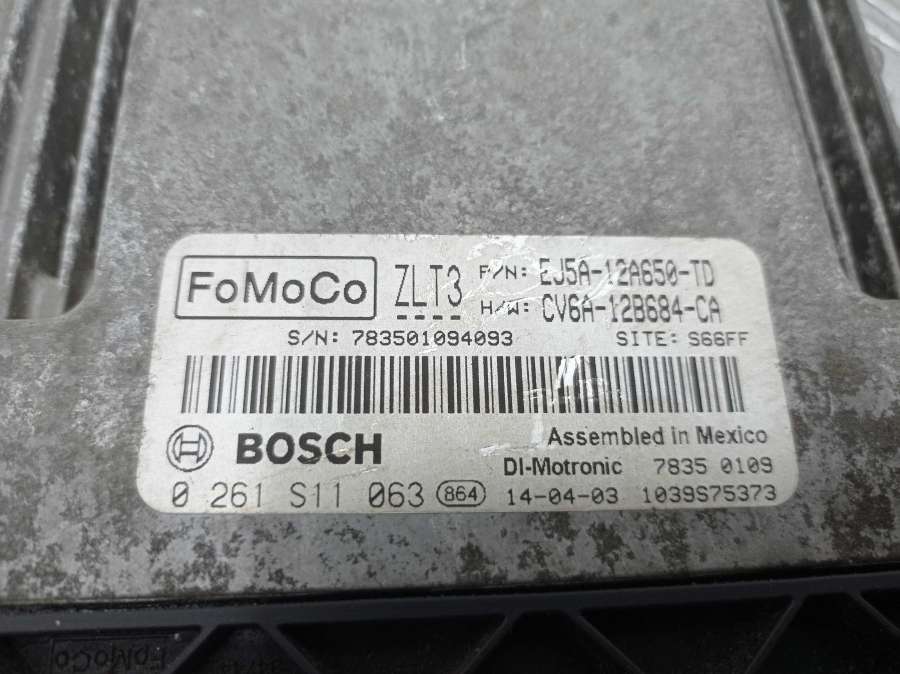 FoMoCo ZLT3 P/N: EJ5A-12A650-TD
H/W: CV6A-12B684-CA
S/N: 783501094093 SITE: S66FF
BOSCH Assembled in Mexico
DI-Motronic 7835 0109
0 261 S11 063 864 14-04-03 1039S75373
FoMoCo